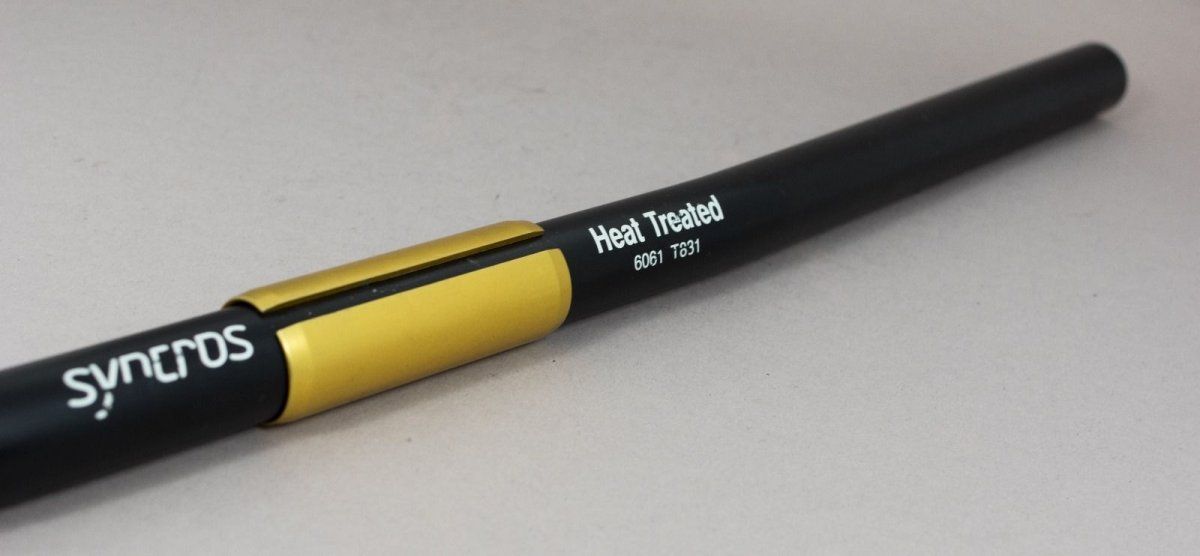 syncros
Heat Treated
6061 T831